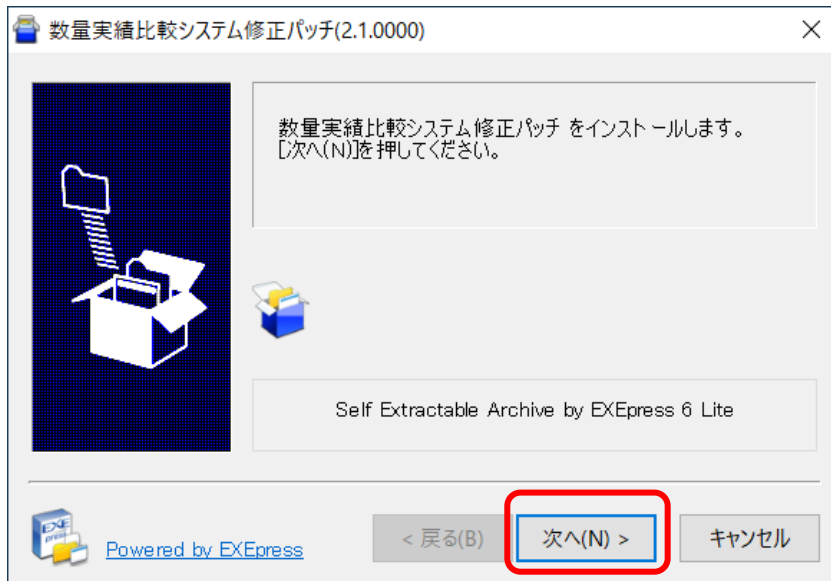 数量実績比較システム修正パッチ(2.1.0000)
数量実績比較システム修正パッチ をインストールします。
[次へ(N)]を押してください。
Self Extractable Archive by EXEpress 6 Lite
EXE
press
Powered by EXEpress
< 戻る(B)
次へ(N) >
キャンセル